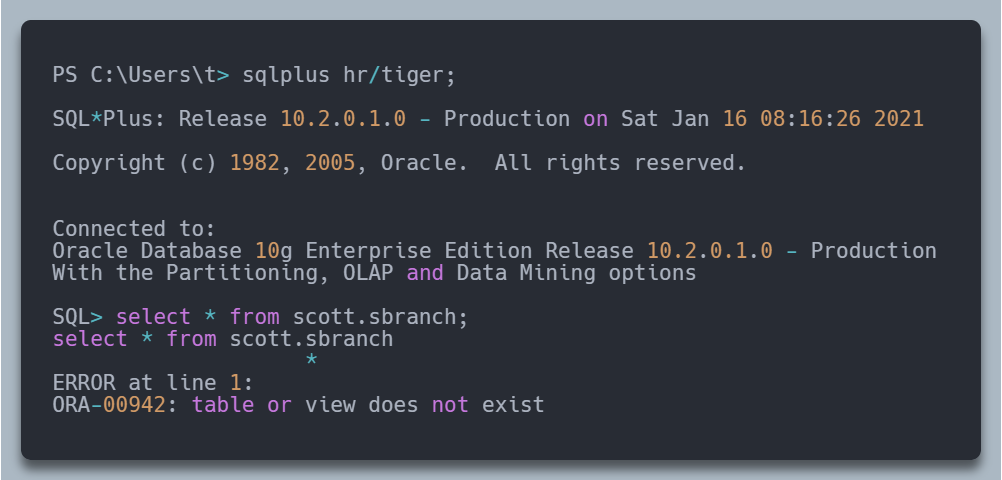 PS C:\Users\t> sqlplus hr/tiger;
SQL*Plus: Release 10.2.0.1.0 - Production on Sat Jan 16 08:16:26 2021
Copyright (c) 1982, 2005, Oracle.  All rights reserved.
Connected to:
Oracle Database 10g Enterprise Edition Release 10.2.0.1.0 - Production
With the Partitioning, OLAP and Data Mining options
SQL> select * from scott.sbranch;
select * from scott.sbranch
                    *
ERROR at line 1:
ORA-00942: table or view does not exist